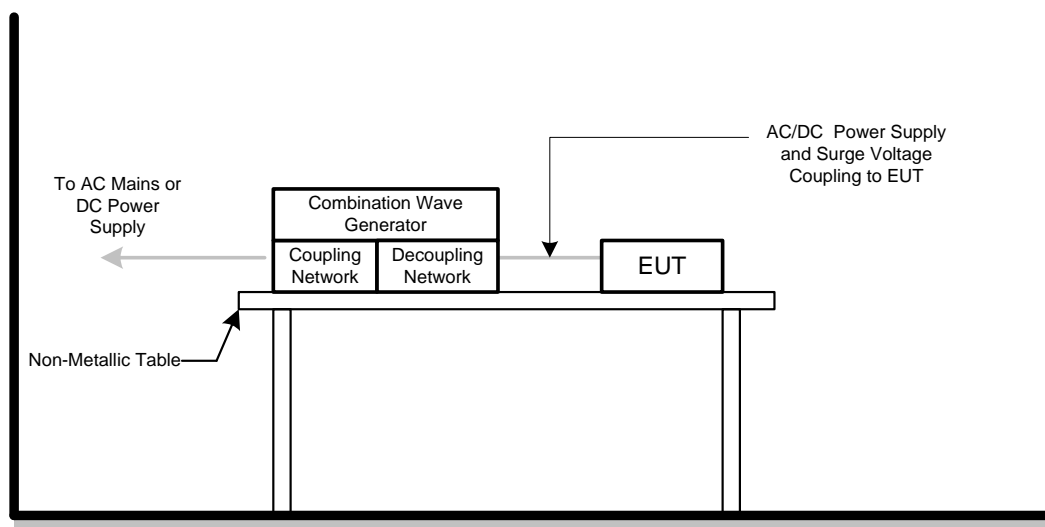 AC/DC  Power Supply
and Surge Voltage
Coupling to EUT
To AC Mains or
DC Power
Supply
Combination Wave
Generator
Coupling
Network
Decoupling
Network
EUT
Non-Metallic Table